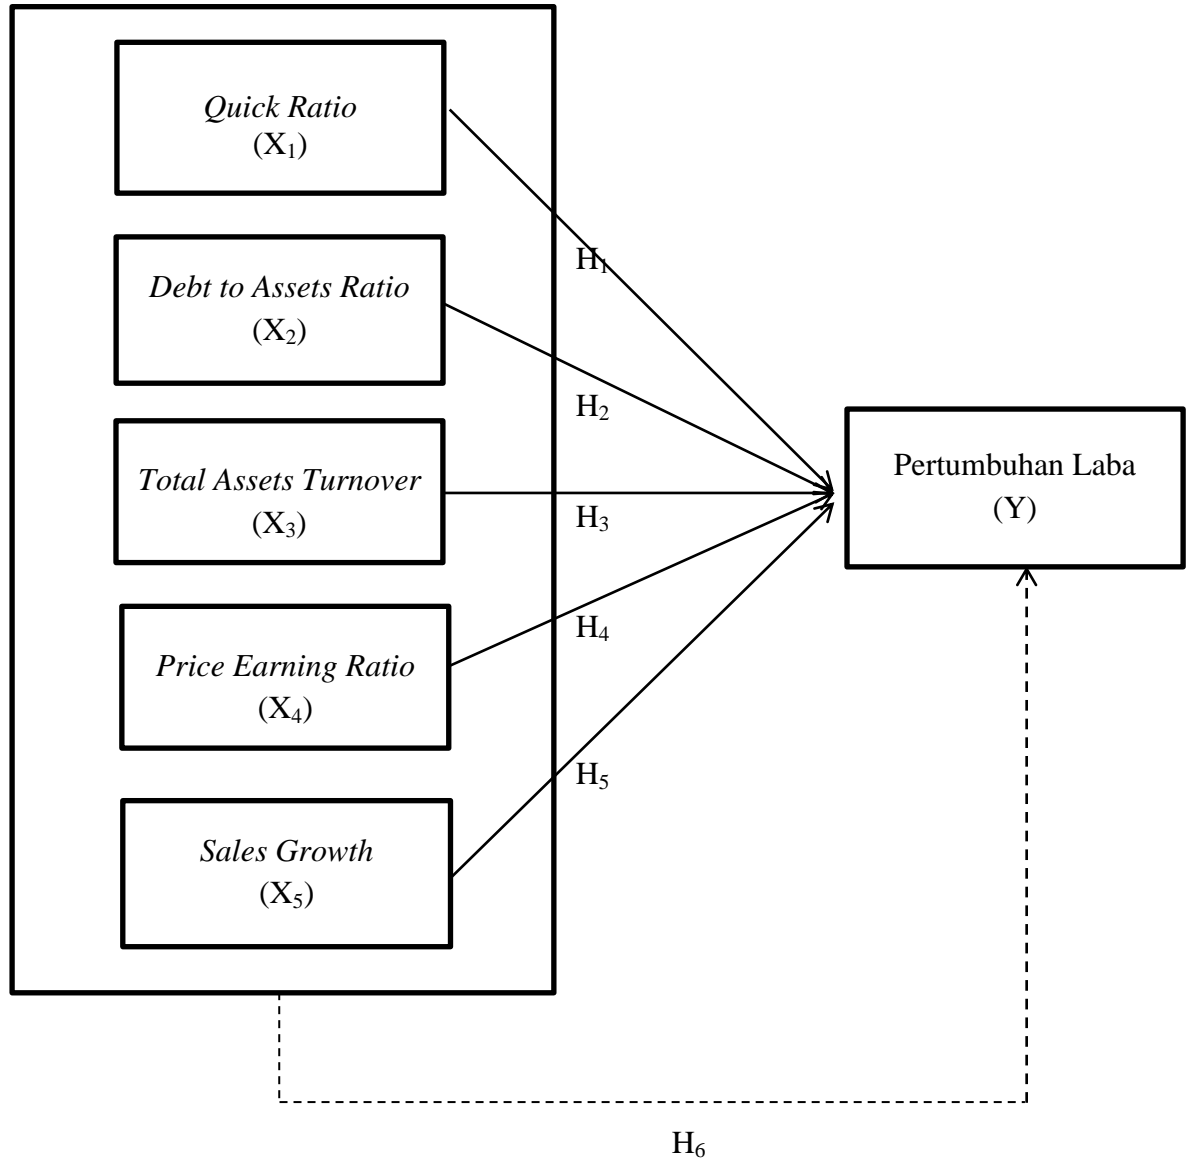 Quick Ratio
(X₁)
H₁
Debt to Assets Ratio
(X₂)
H₂
Pertumbuhan Laba
(Y)
Total Assets Turnover
(X₃)
H₃
Price Earning Ratio
(X₄)
H₄
Sales Growth
(X₅)
H₅
H₆